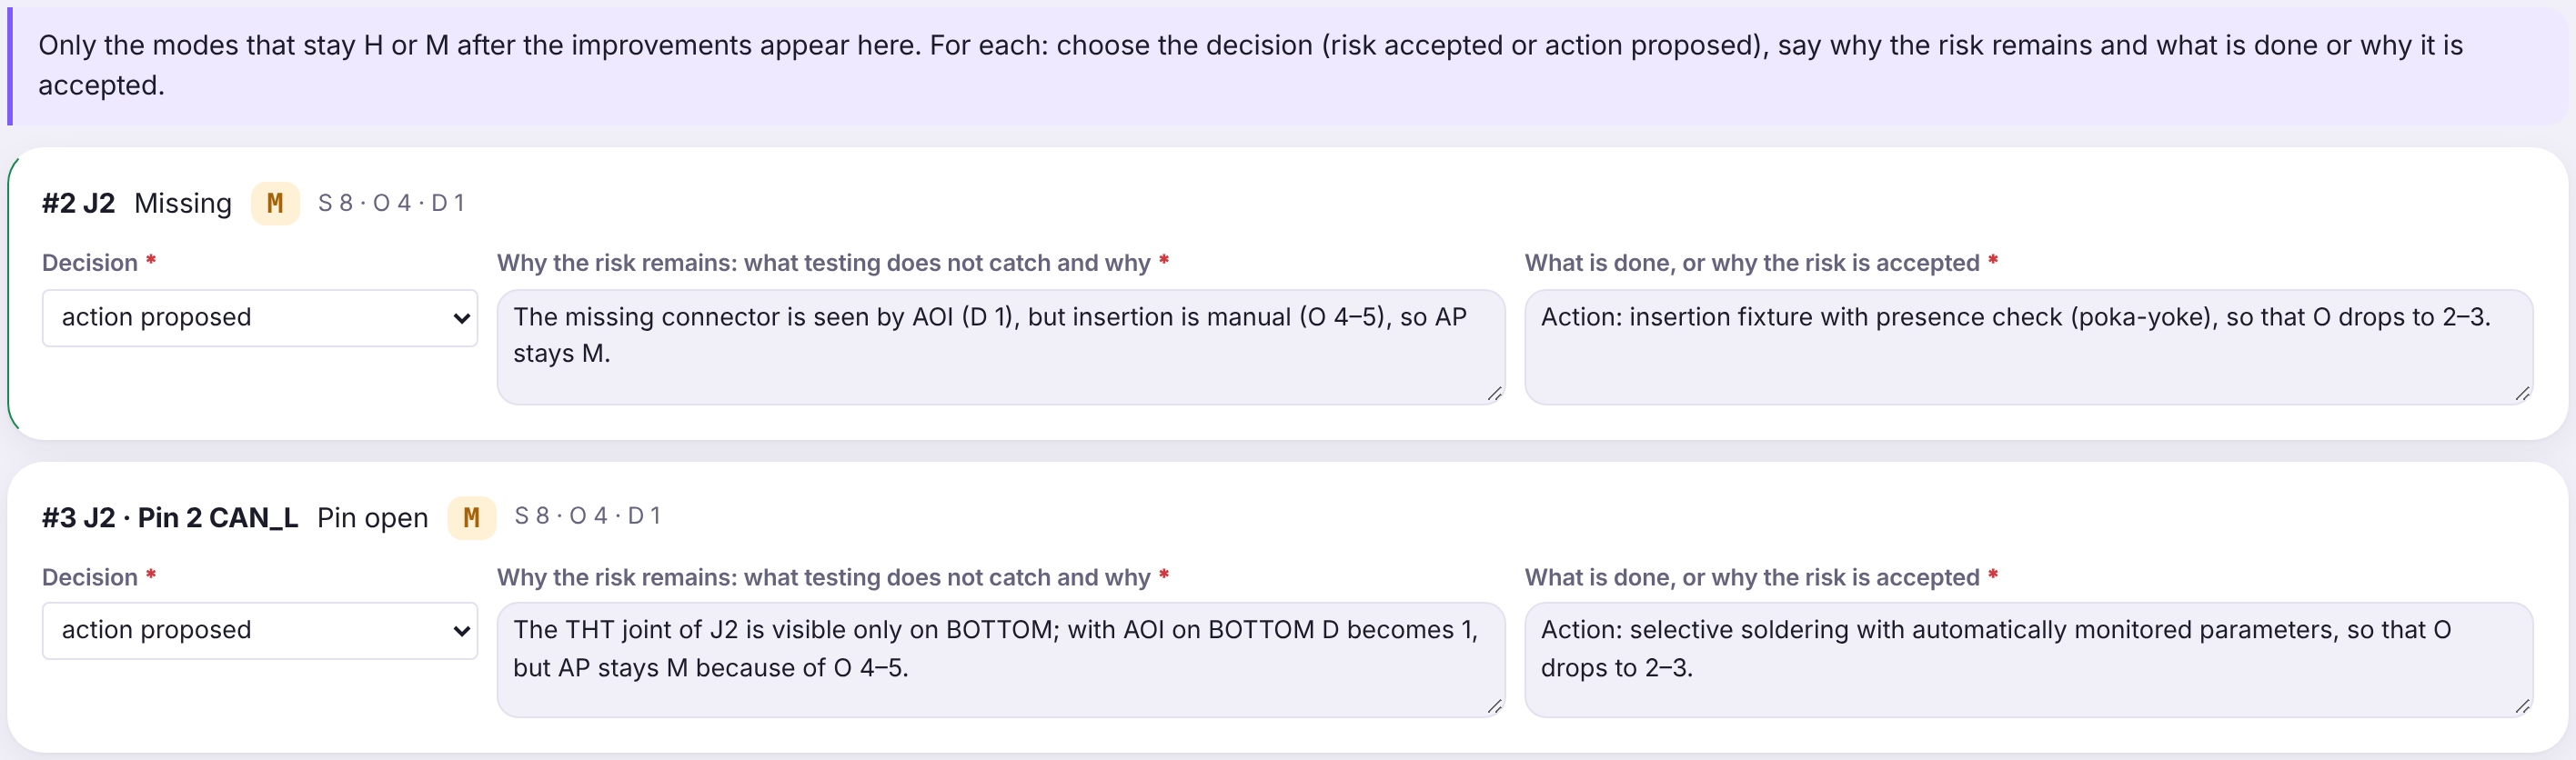 Only the modes that stay H or M after the improvements appear here. For each: choose the decision (risk accepted or action proposed), say why the risk remains and what is done or why it is
accepted.
#2 J2 Missing M S 8 · O 4 · D 1
Decision * Why the risk remains: what testing does not catch and why * What is done, or why the risk is accepted *
action proposed
The missing connector is seen by AOI (D 1), but insertion is manual (O 4–5), so AP
stays M.
Action: insertion fixture with presence check (poka-yoke), so that O drops to 2–3.
#3 J2 · Pin 2 CAN_L Pin open M S 8 · O 4 · D 1
Decision * Why the risk remains: what testing does not catch and why * What is done, or why the risk is accepted *
action proposed
The THT joint of J2 is visible only on BOTTOM; with AOI on BOTTOM D becomes 1,
but AP stays M because of O 4–5.
Action: selective soldering with automatically monitored parameters, so that O
drops to 2–3.